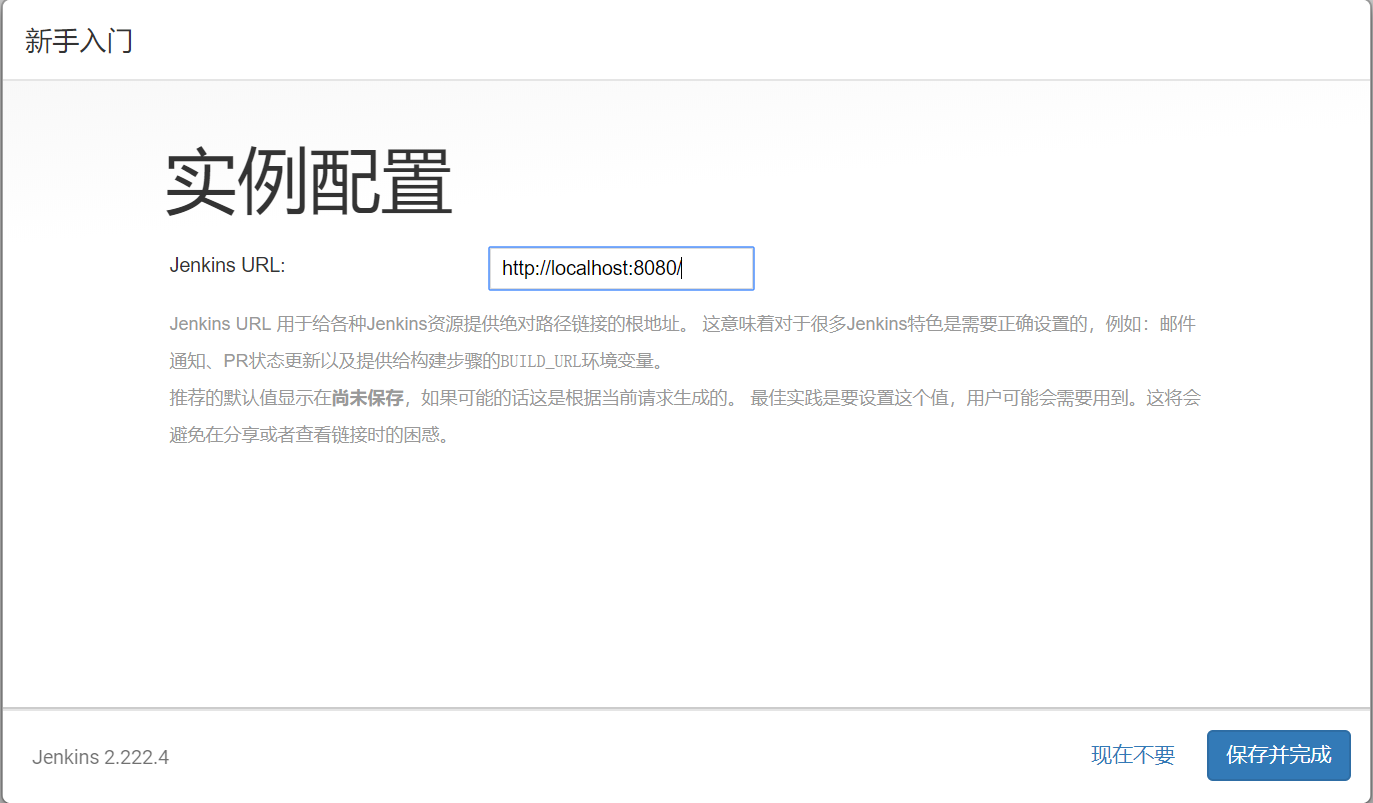 新手入门
实例配置
Jenkins URL:
http://localhost:8080/
Jenkins URL 用于给各种Jenkins资源提供绝对路径链接的根地址。 这意味着对于很多Jenkins特色是需要正确设置的，例如：邮件
通知、PR状态更新以及提供给构建步骤的BUILD_URL环境变量。
推荐的默认值显示在尚未保存，如果可能的话这是根据当前请求生成的。 最佳实践是要设置这个值，用户可能会需要用到。这将会
避免在分享或者查看链接时的困惑。
Jenkins 2.222.4
现在不要
保存并完成